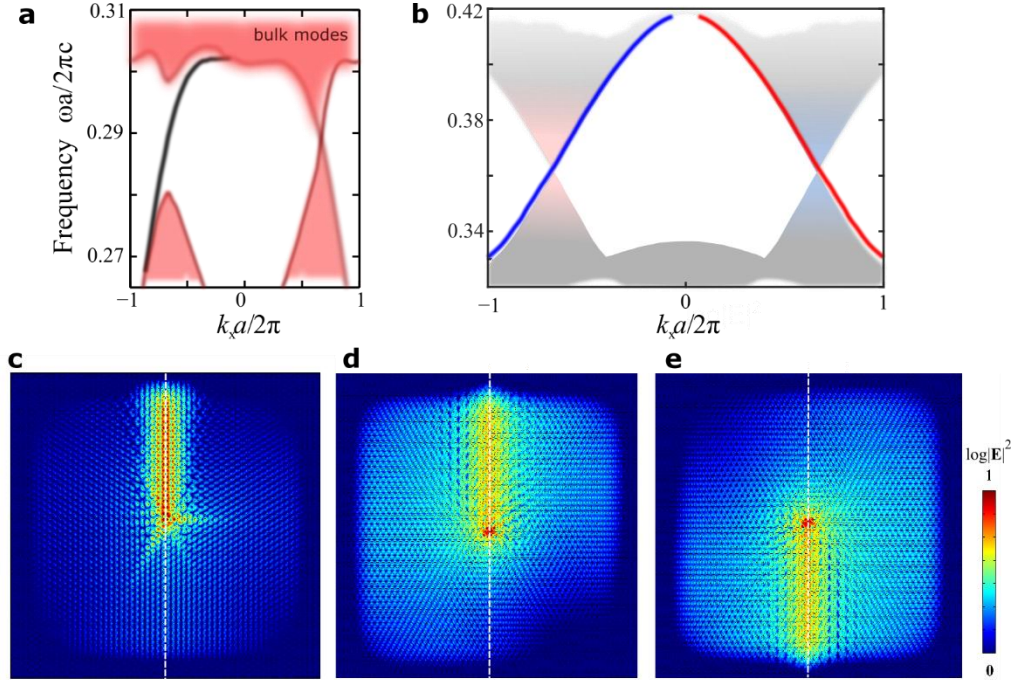 a
b
0.31
0.29
0.27
Frequency ωa/2πc
bulk modes
−1
0
1
kₓa/2π
0.42
0.38
0.34
−1
0
1
kₓa/2π
c
d
e
log|E|²
1
0